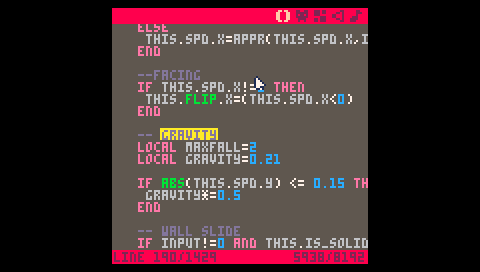 ELSE
THIS.SPD.X=APPR(THIS.SPD.X,I
END
--FACING
IF THIS.SPD.X!= THEN
THIS.FLIP.X=(THIS.SPD.X<0)
END
-- GRAVITY
LOCAL MAXFALL=2
LOCAL GRAVITY=0.21
IF ABS(THIS.SPD.Y) <= 0.15 TH
GRAVITY*=0.5
END
-- WALL SLIDE
IF INPUT!=0 AND THIS.IS_SOLID
LINE 190/1429 5938/8192